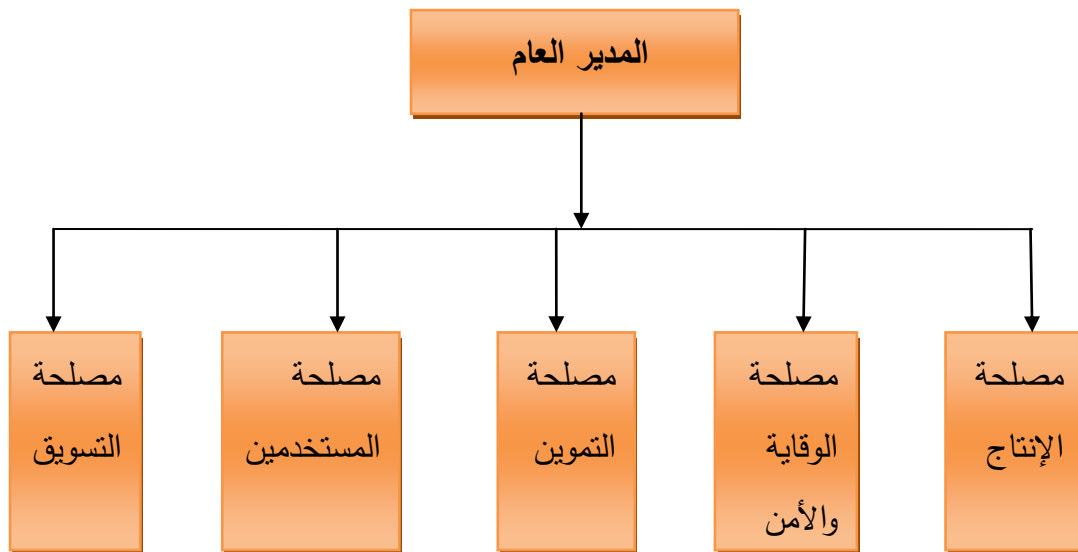 المدير العام
مصلحة
الإنتاج
مصلحة
الوقاية
والأمن
مصلحة
التموين
مصلحة
المستخدمين
مصلحة
التسويق